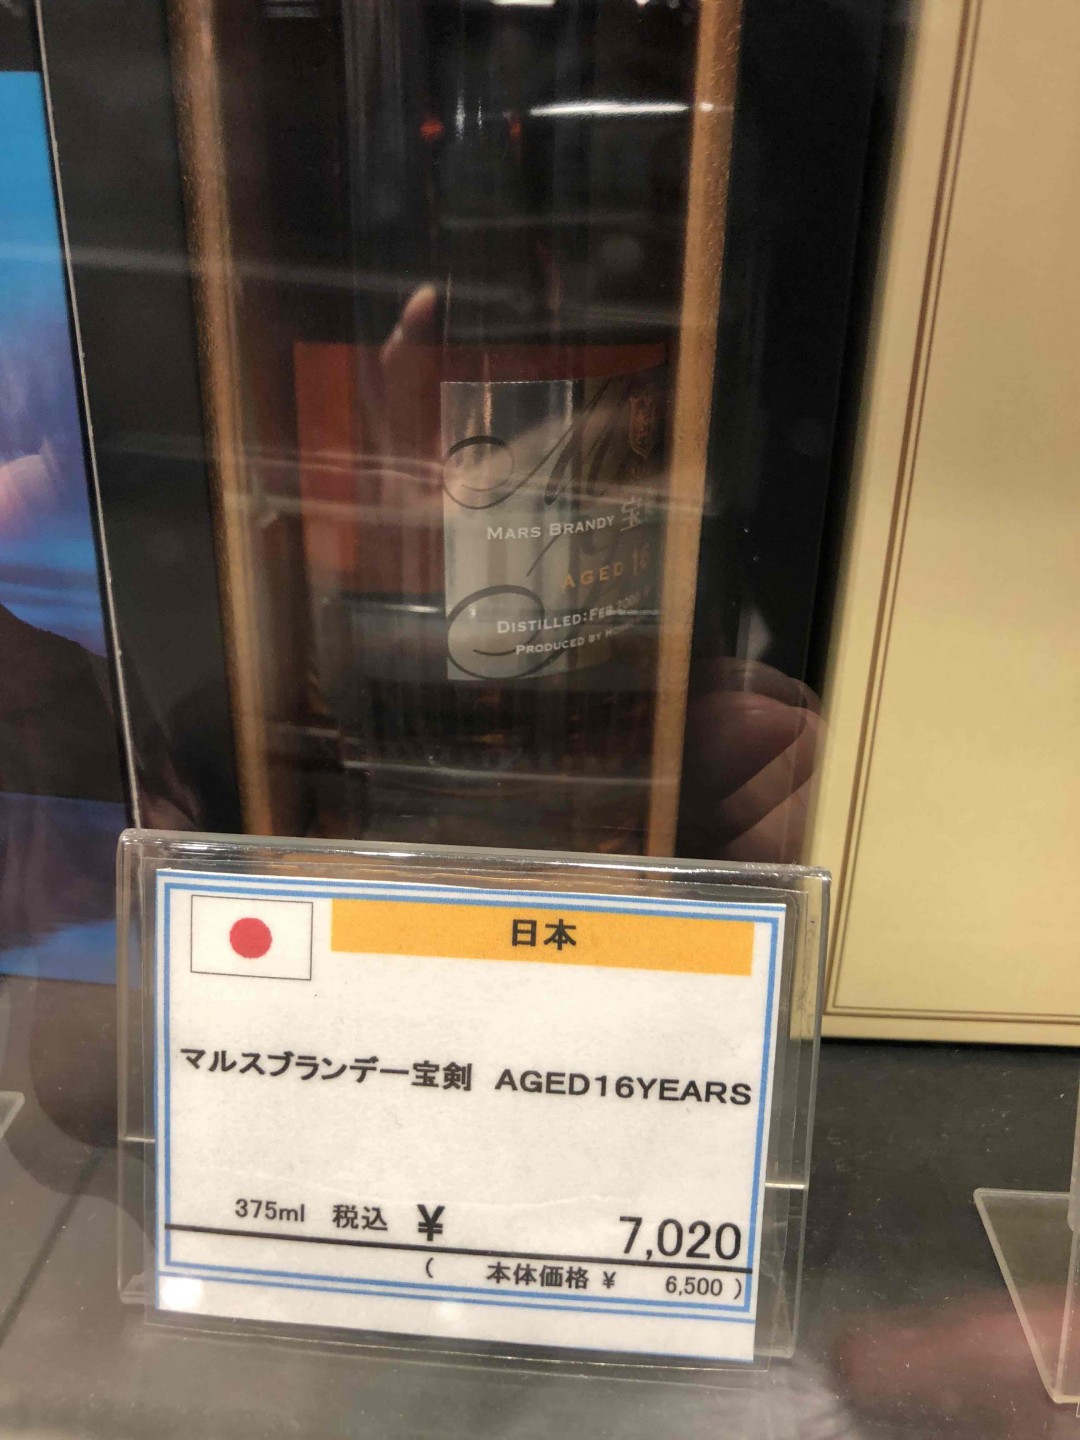 MARS BRANDY 宝
AGED 16
DISTILLED: FEB 2000
PRODUCED BY
日本
マルスブランデー宝剣 AGED16YEARS
375ml 税込 ¥ 7,020
( 本体価格 ¥ 6,500 )